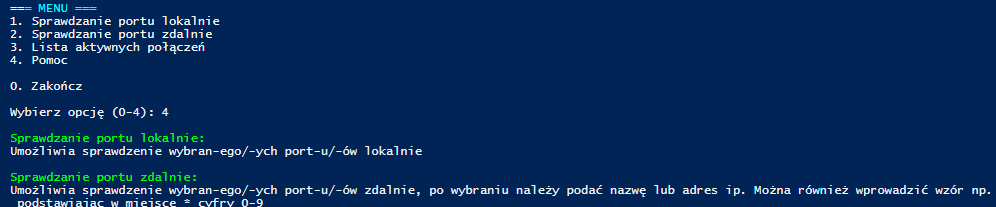 === MENU ===
1. Sprawdzanie portu lokalnie
2. Sprawdzanie portu zdalnie
3. Lista aktywnych połączeń
4. Pomoc
0. Zakończ
Wybierz opcję (0-4): 4
Sprawdzanie portu lokalnie:
Umożliwia sprawdzenie wybran-ego/-ych port-u/-ów lokalnie
Sprawdzanie portu zdalnie:
Umożliwia sprawdzenie wybran-ego/-ych port-u/-ów zdalnie, po wybraniu należy podać nazwę lub adres ip. Można również wprowadzić wzór np.
podstawiając w miejsce * cyfry 0-9